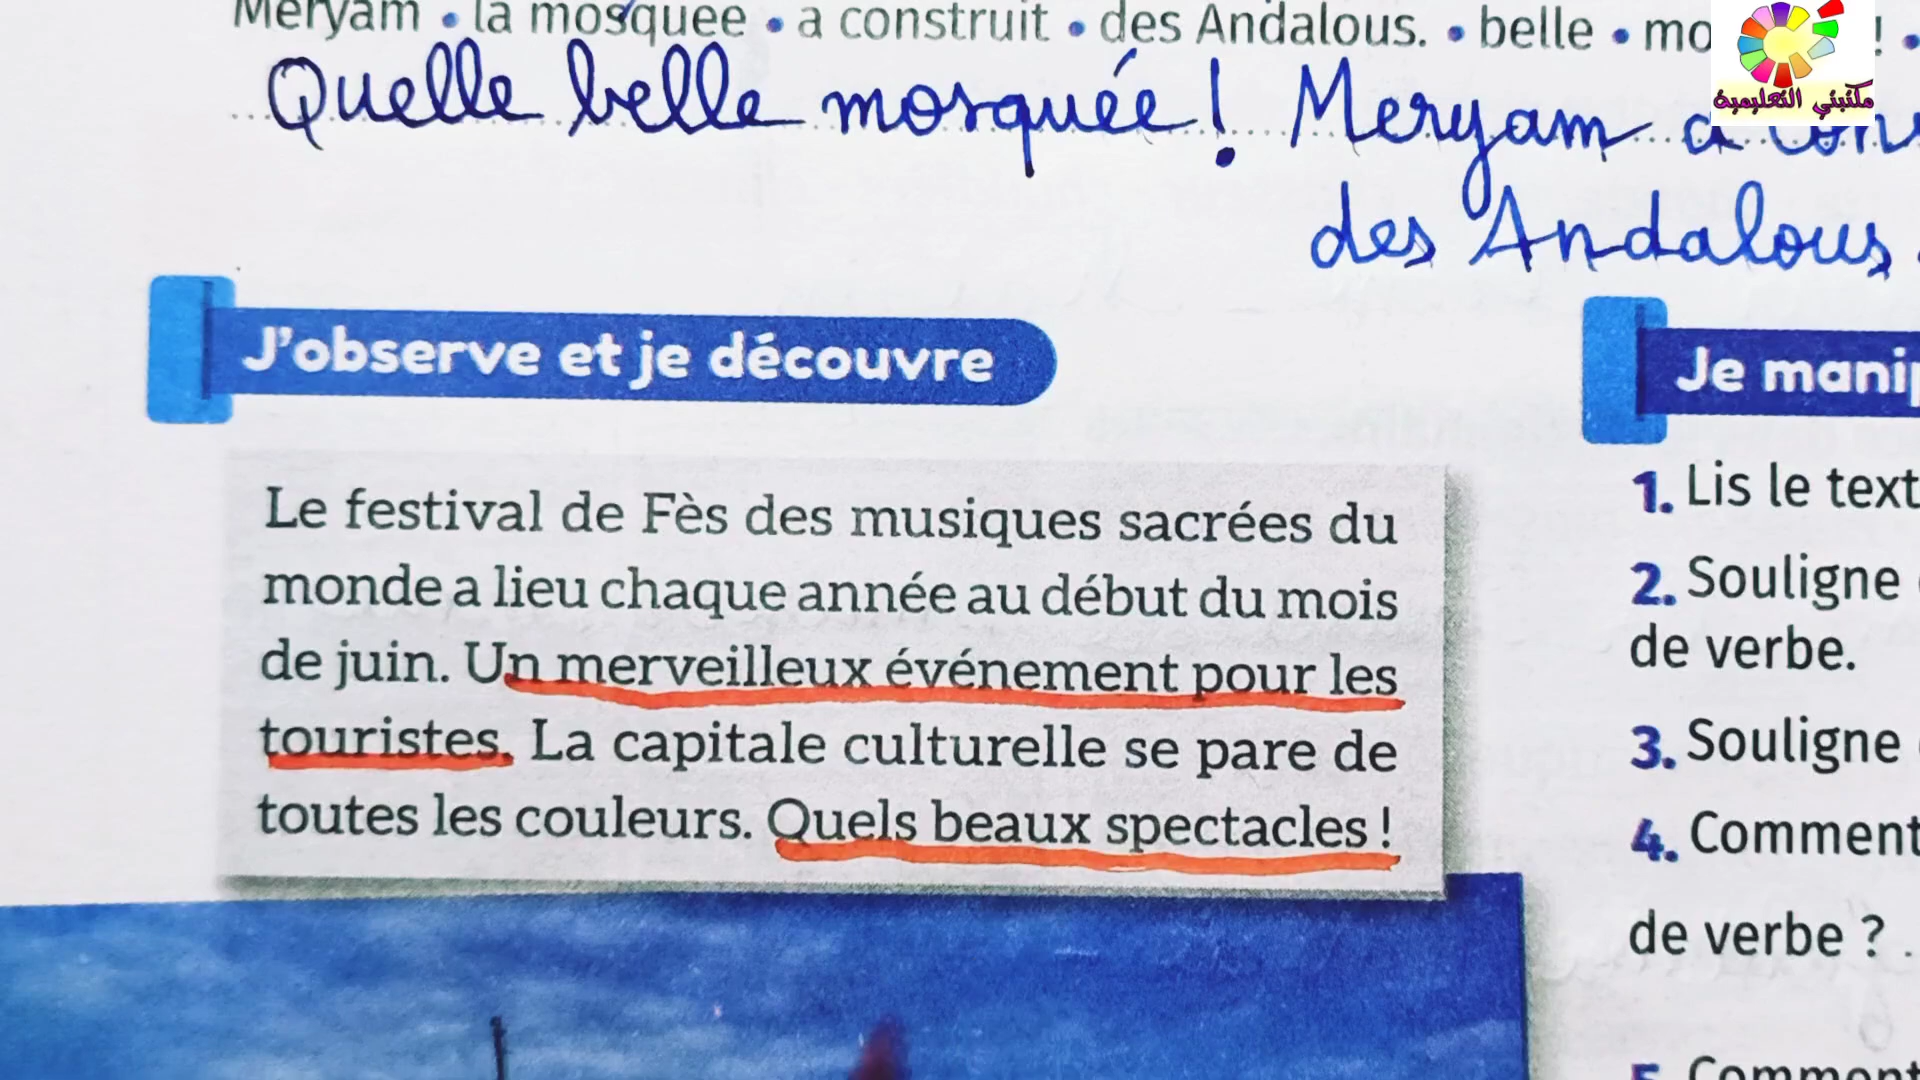 Meryam • la mosquée • a construit • des Andalous. • belle •
Quelle belle mosquée ! Meryam a
des Andalous.
مكتبتي التعليمية
J'observe et je découvre
Le festival de Fès des musiques sacrées du
monde a lieu chaque année au début du mois
de juin. Un merveilleux événement pour les
touristes. La capitale culturelle se pare de
toutes les couleurs. Quels beaux spectacles !
Je
1. Lis le
2. Souligne
de verbe.
3. Souligne
4. Comment
de verbe ?
5. Comment